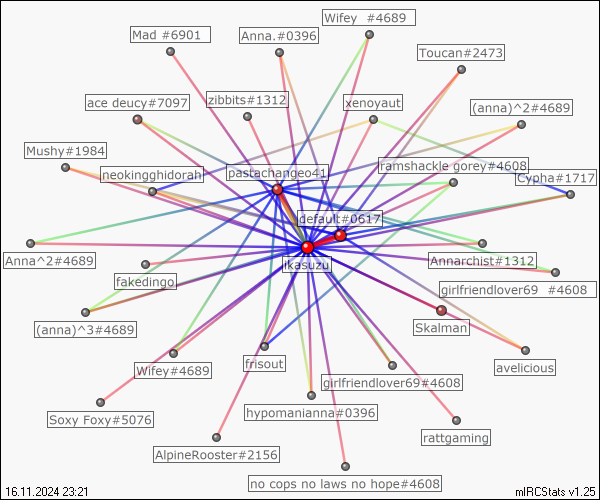 Wifey  #4689
Mad #6901
Anna.#0396
Toucan#2473
ace deucy#7097
zibbits#1312
xenoyaut
(anna)^2#4689
Mushy#1984
neokingghidorah
pastachangeo41
ramshackle gorey#4608
Cypha#1717
default#0617
Anna^2#4689
fakedingo
ikasuzu
Annarchist#1312
girlfriendlover69  #4608
(anna)^3#4689
Skalman
Wifey#4689
frisout
girlfriendlover69#4608
avelicious
Soxy Foxy#5076
hypomanianna#0396
rattgaming
AlpineRooster#2156
no cops no laws no hope#4608
16.11.2024 23:21
mIRCStats v1.25